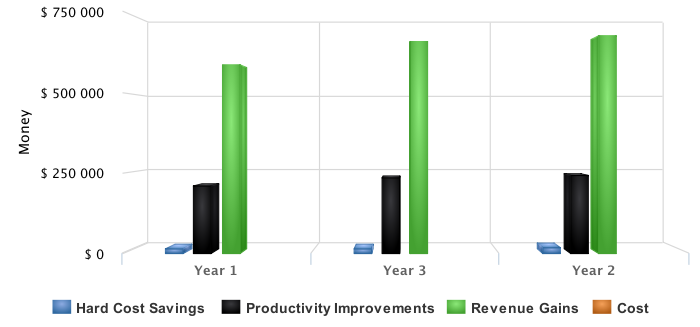 $ 750 000
$ 500 000
$ 250 000
$ 0
Money
Year 1
Year 3
Year 2
Hard Cost Savings Productivity Improvements Revenue Gains Cost